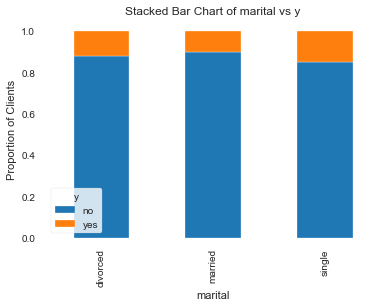 Stacked Bar Chart of marital vs y
1.0
0.8
0.6
0.4
0.2
0.0
Proportion of Clients
y
no
yes
divorced
married
single
marital